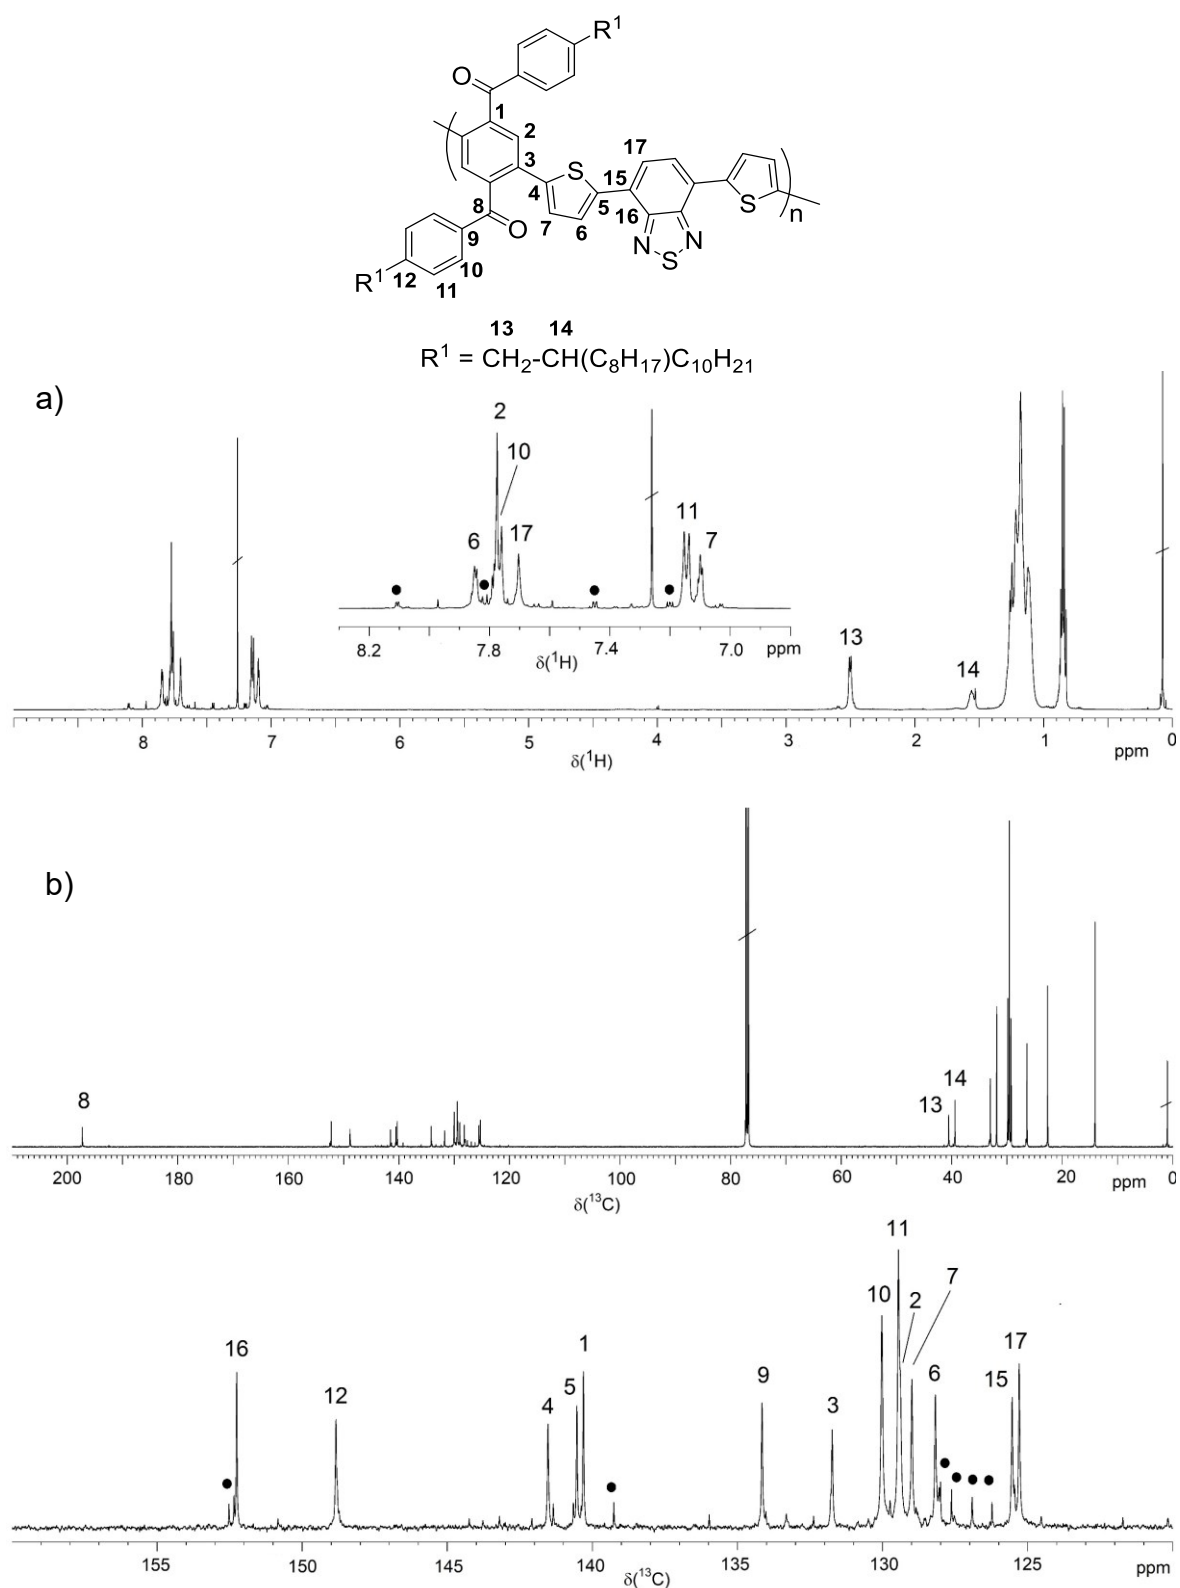 R¹
O
1
2
17
3
S
15
4
5
16
S
n
8
7
6
N
N
O
9
S
10
R¹
12
11
13 14
R¹ = CH₂-CH(C₈H₁₇)C₁₀H₂₁
a)
2
10
6
17
11
7
8.2 7.8 7.4 7.0 ppm
δ(¹H)
13
14
8 7 6 5 4 3 2 1 ppm 0
δ(¹H)
b)
8
14
13
200 180 160 140 120 100 80 60 40 20 ppm 0
δ(¹³C)
11
7
10
2
1
17
16
9
6
15
5
12
4
3
155 150 145 140 135 130 125 ppm
δ(¹³C)